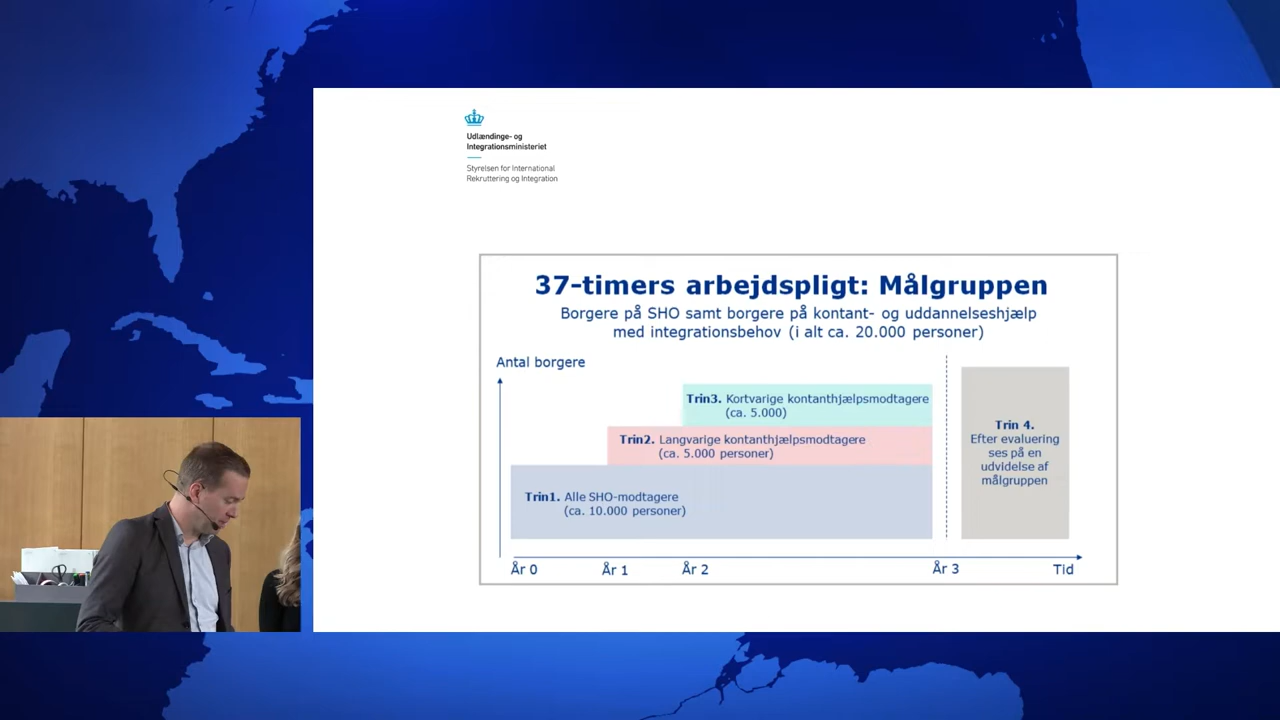 Udlændinge- og
Integrationsministeriet
Styrelsen for International
Rekruttering og Integration
37-timers arbejdspligt: Målgruppen
Borgere på SHO samt borgere på kontant- og uddannelseshjælp
med integrationsbehov (i alt ca. 20.000 personer)
Antal borgere
Trin3. Kortvarige kontanthjælpsmodtagere
(ca. 5.000)
Trin2. Langvarige kontanthjælpsmodtagere
(ca. 5.000 personer)
Trin1. Alle SHO-modtagere
(ca. 10.000 personer)
Trin 4.
Efter evaluering
ses på en
udvidelse af
målgruppen
År 0 År 1 År 2 År 3 Tid